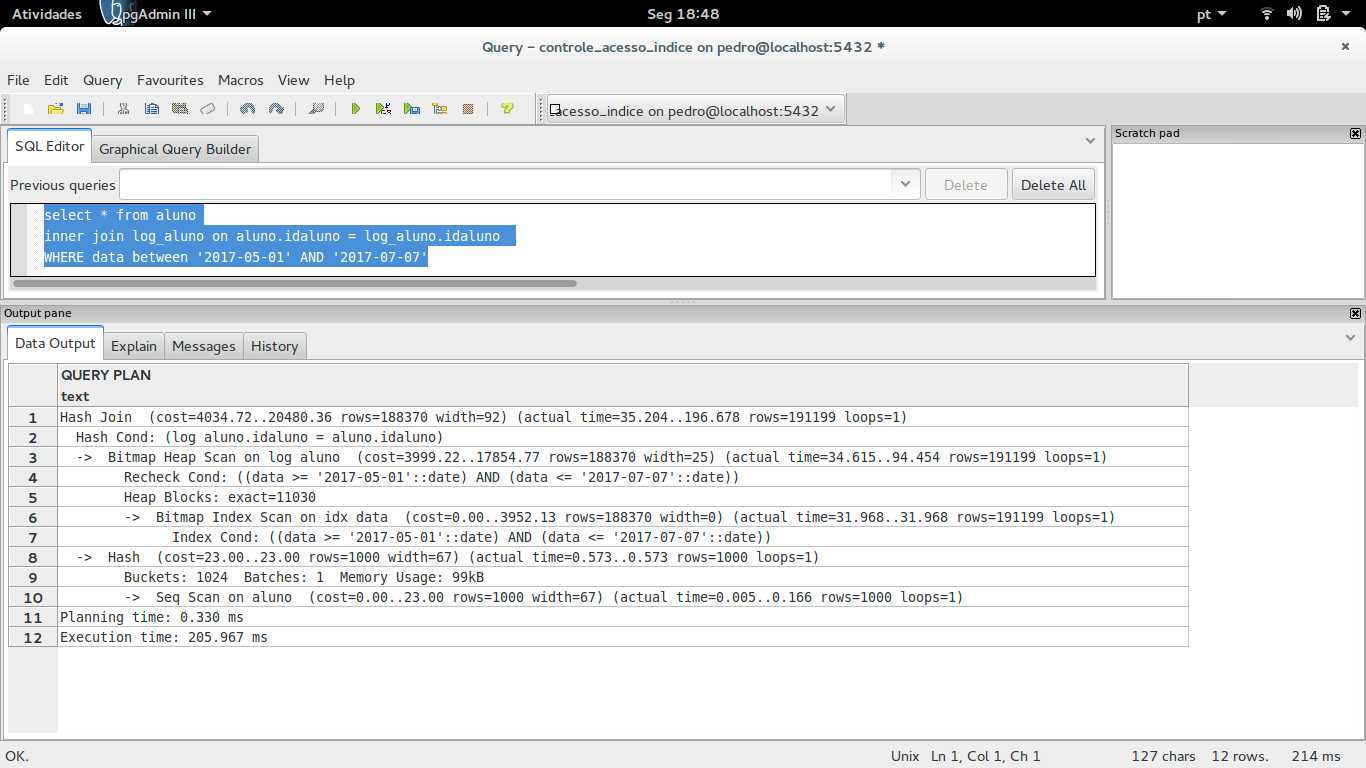 Atividades pgAdmin III Seg 18:48 pt
Query – controle_acesso_indice on pedro@localhost:5432 *
File Edit Query Favourites Macros View Help
acesso_indice on pedro@localhost:5432
SQL Editor Graphical Query Builder
Scratch pad
Previous queries Delete Delete All
select * from aluno
inner join log_aluno on aluno.idaluno = log_aluno.idaluno
WHERE data between '2017-05-01' AND '2017-07-07'
Output pane
Data Output Explain Messages History
QUERY PLAN
text
1 Hash Join (cost=4034.72..20480.36 rows=188370 width=92) (actual time=35.204..196.678 rows=191199 loops=1)
2 Hash Cond: (log aluno.idaluno = aluno.idaluno)
3 -> Bitmap Heap Scan on log aluno (cost=3999.22..17854.77 rows=188370 width=25) (actual time=34.615..94.454 rows=191199 loops=1)
4 Recheck Cond: ((data >= '2017-05-01'::date) AND (data <= '2017-07-07'::date))
5 Heap Blocks: exact=11030
6 -> Bitmap Index Scan on idx data (cost=0.00..3952.13 rows=188370 width=0) (actual time=31.968..31.968 rows=191199 loops=1)
7 Index Cond: ((data >= '2017-05-01'::date) AND (data <= '2017-07-07'::date))
8 -> Hash (cost=23.00..23.00 rows=1000 width=67) (actual time=0.573..0.573 rows=1000 loops=1)
9 Buckets: 1024 Batches: 1 Memory Usage: 99kB
10 -> Seq Scan on aluno (cost=0.00..23.00 rows=1000 width=67) (actual time=0.005..0.166 rows=1000 loops=1)
11 Planning time: 0.330 ms
12 Execution time: 205.967 ms
OK. Unix Ln 1, Col 1, Ch 1 127 chars 12 rows. 214 ms